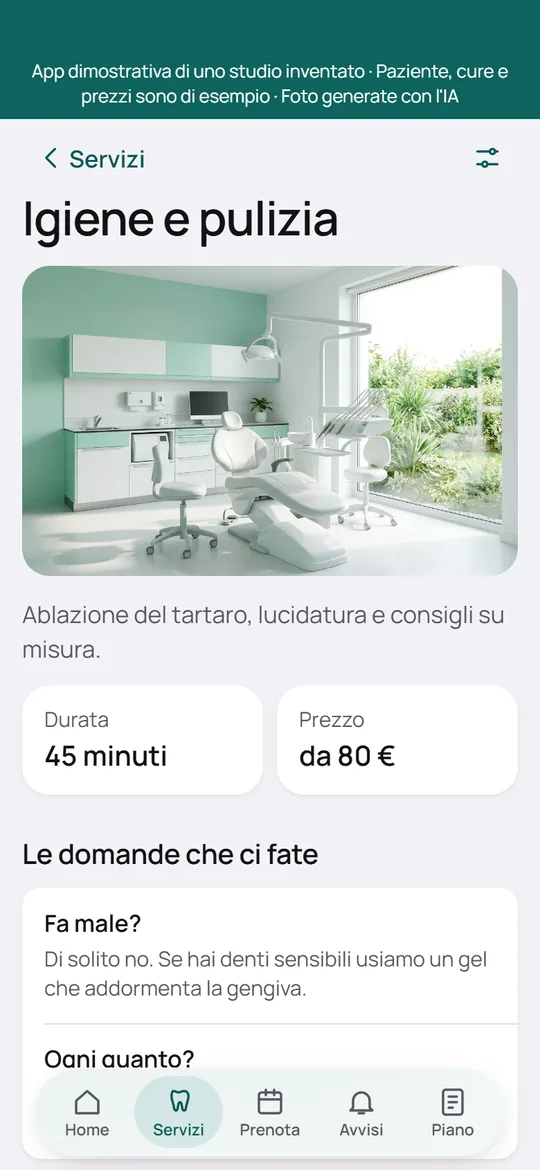 App dimostrativa di uno studio inventato · Paziente, cure e
prezzi sono di esempio · Foto generate con l'IA
Servizi
Igiene e pulizia
Ablazione del tartaro, lucidatura e consigli su
misura.
Durata
45 minuti
Prezzo
da 80 €
Le domande che ci fate
Fa male?
Di solito no. Se hai denti sensibili usiamo un gel
che addormenta la gengiva.
Ogni quanto?
Home
Servizi
Prenota
Avvisi
Piano